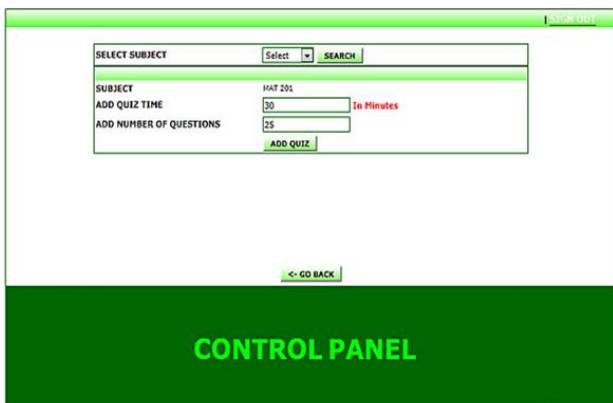 | SIGN OUT
SELECT SUBJECT Select SEARCH
SUBJECT MAT 201
ADD QUIZ TIME 30 In Minutes
ADD NUMBER OF QUESTIONS 25
ADD QUIZ
<- GO BACK
CONTROL PANEL